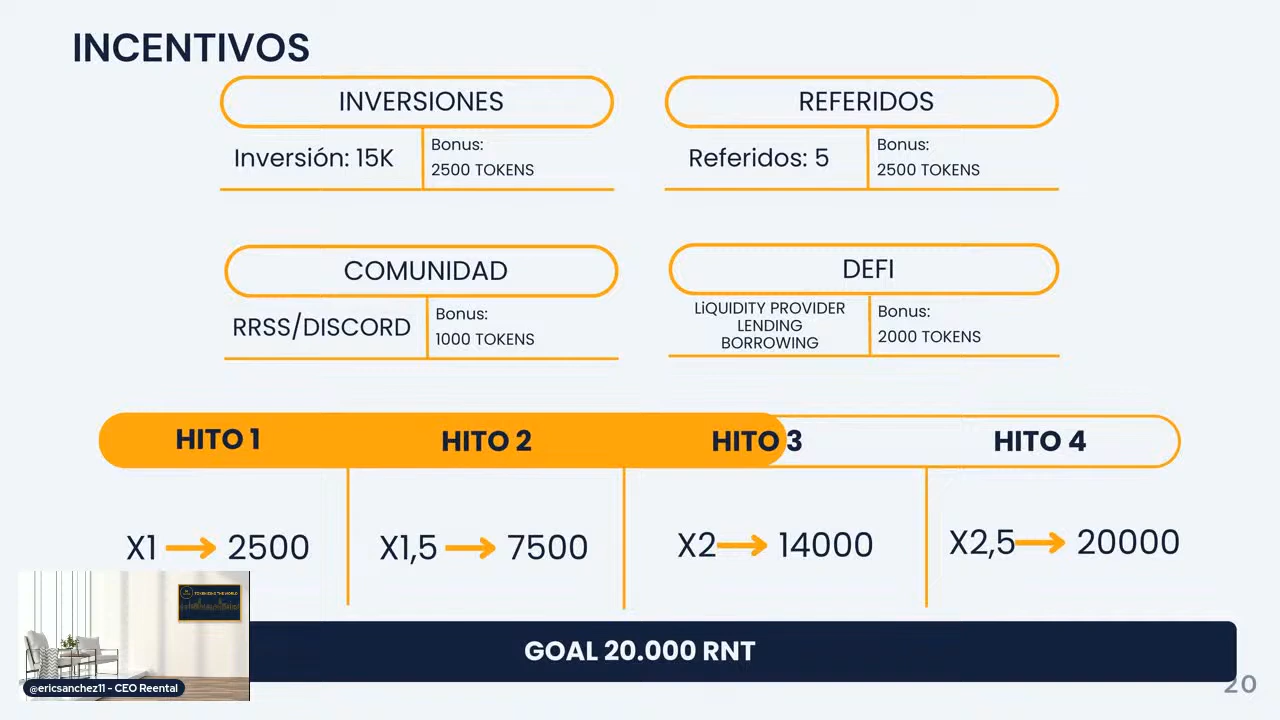 INCENTIVOS
INVERSIONES
Inversión: 15K
Bonus:
2500 TOKENS
REFERIDOS
Referidos: 5
Bonus:
2500 TOKENS
COMUNIDAD
RRSS/DISCORD
Bonus:
1000 TOKENS
DEFI
LiQUIDITY PROVIDER
LENDING
BORROWING
Bonus:
2000 TOKENS
HITO 1
HITO 2
HITO 3
HITO 4
X1 → 2500
X1,5 → 7500
X2 → 14000
X2,5 → 20000
GOAL 20.000 RNT
@ericsanchez11 - CEO Reental
20